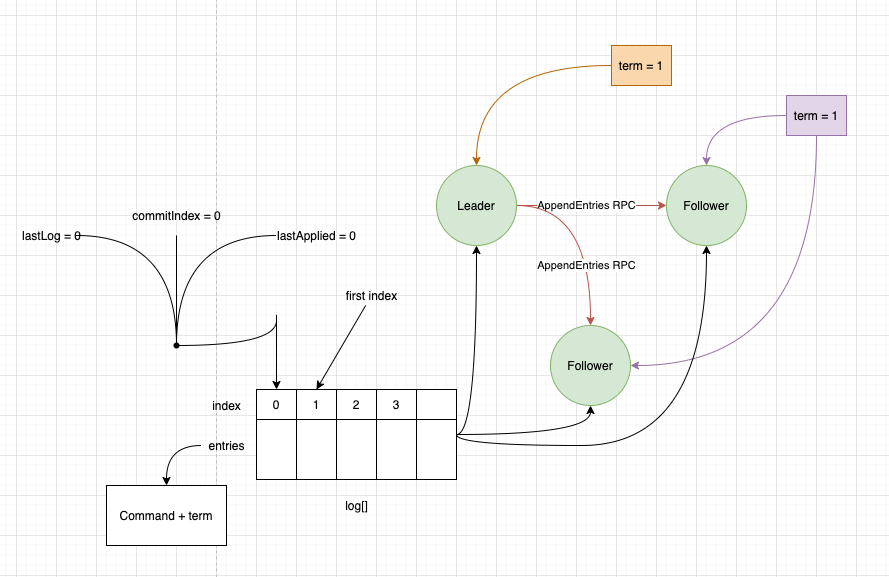 term = 1
term = 1
Leader
AppendEntries RPC
Follower
commitIndex = 0
lastLog = 0
lastApplied = 0
AppendEntries RPC
first index
Follower
index
0
1
2
3
entries
Command + term
log[]